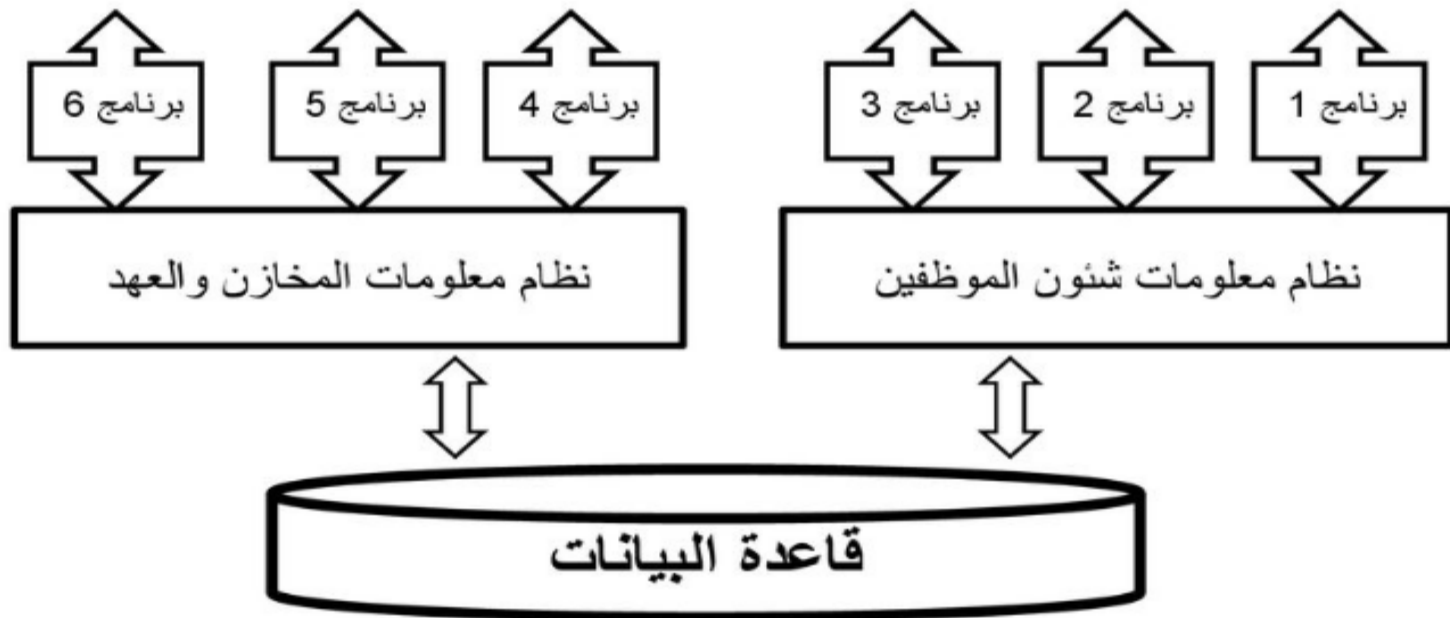 برنامج 1
برنامج 2
برنامج 3
برنامج 4
برنامج 5
برنامج 6
نظام معلومات شئون الموظفين
نظام معلومات المخازن والعهد
قاعدة البيانات